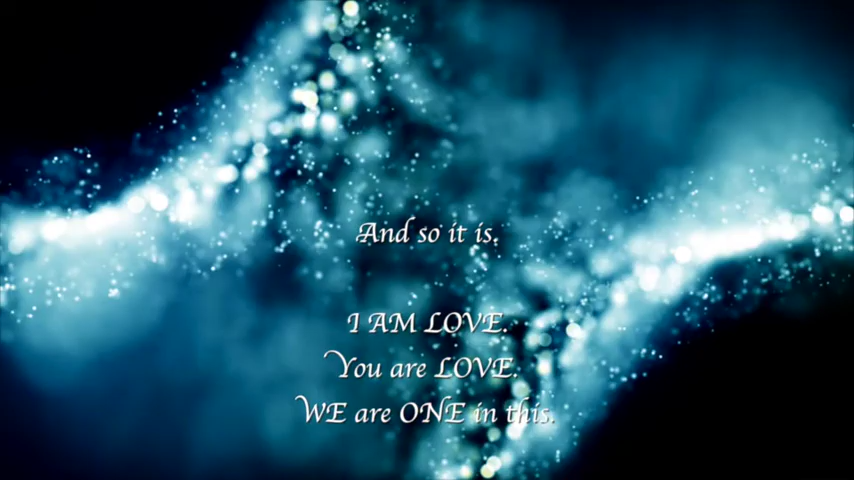 And so it is.
I AM LOVE.
You are LOVE.
WE are ONE in this.